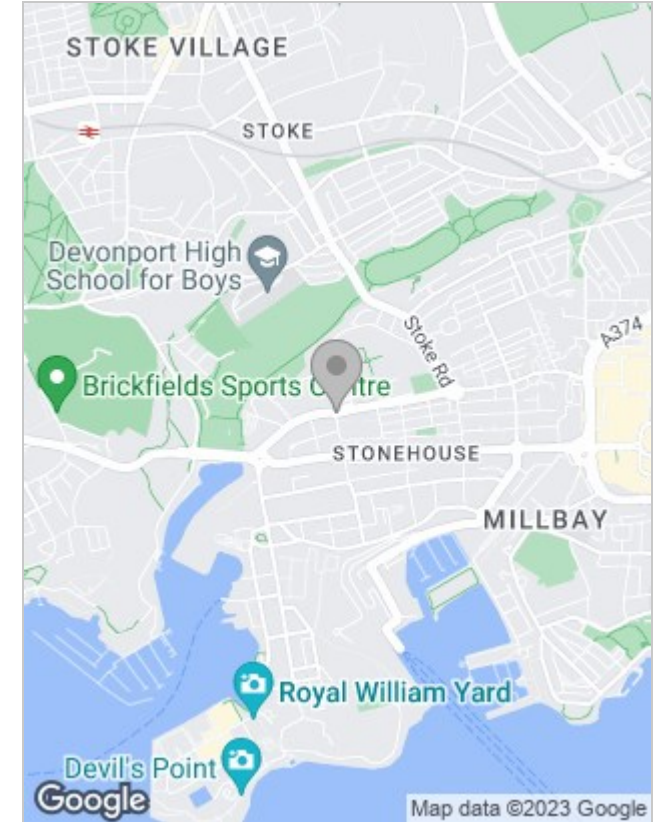 STOKE VILLAGE
STOKE
Devonport High
School for Boys
Stoke Rd
A374
Brickfields Sports Centre
STONEHOUSE
MILLBAY
Royal William Yard
Devil's Point
Google
Map data ©2023 Google